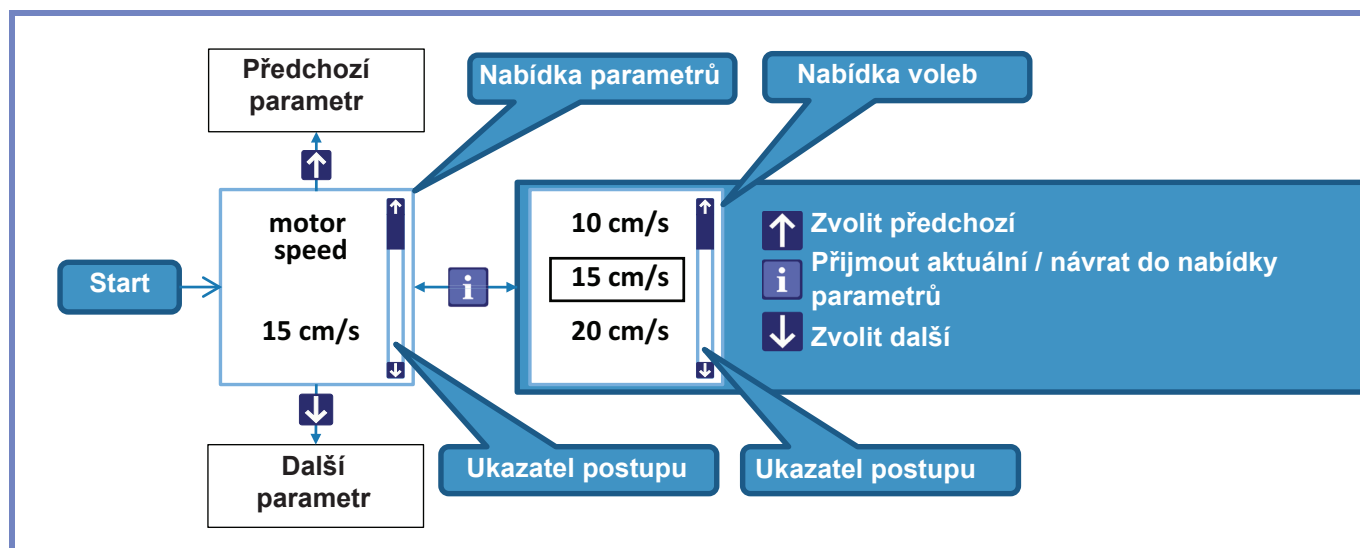 Předchozí
parametr
Nabídka parametrů
Nabídka voleb
Start
motor
speed
15 cm/s
i
10 cm/s
15 cm/s
20 cm/s
Zvolit předchozí
i
Přijmout aktuální / návrat do nabídky
parametrů
Zvolit další
Další
parametr
Ukazatel postupu
Ukazatel postupu